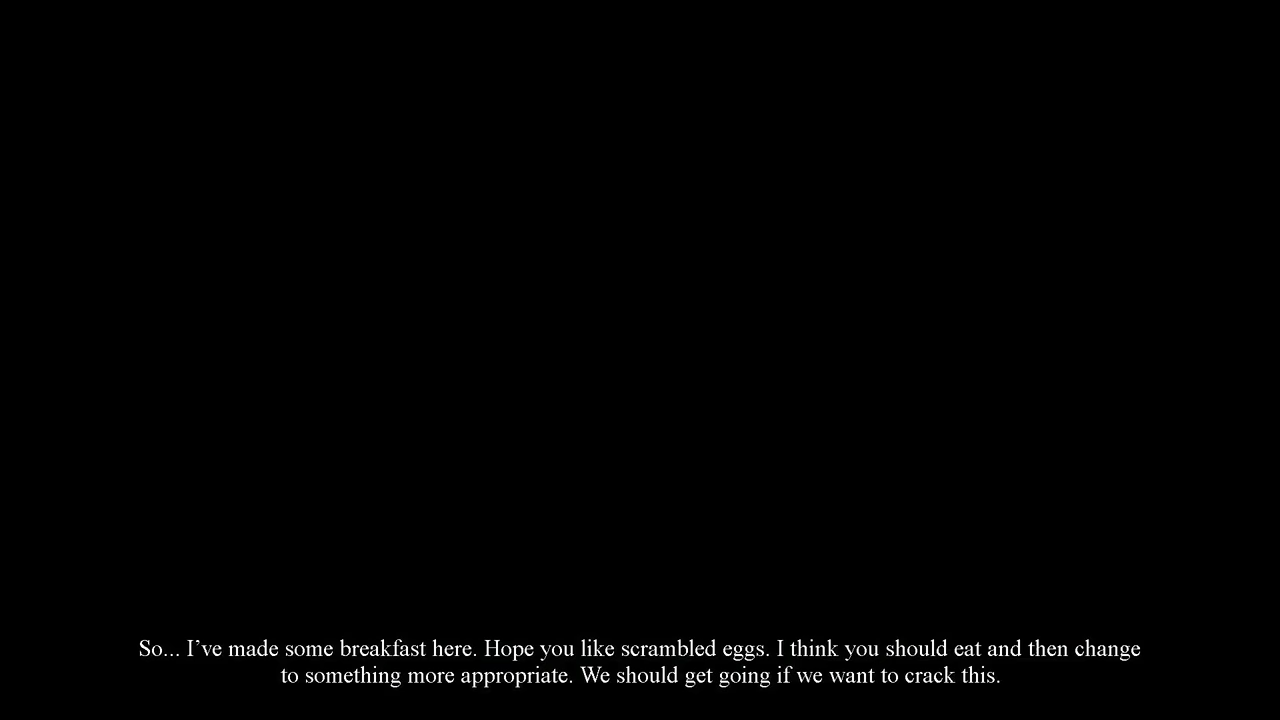 So... I’ve made some breakfast here. Hope you like scrambled eggs. I think you should eat and then change
to something more appropriate. We should get going if we want to crack this.